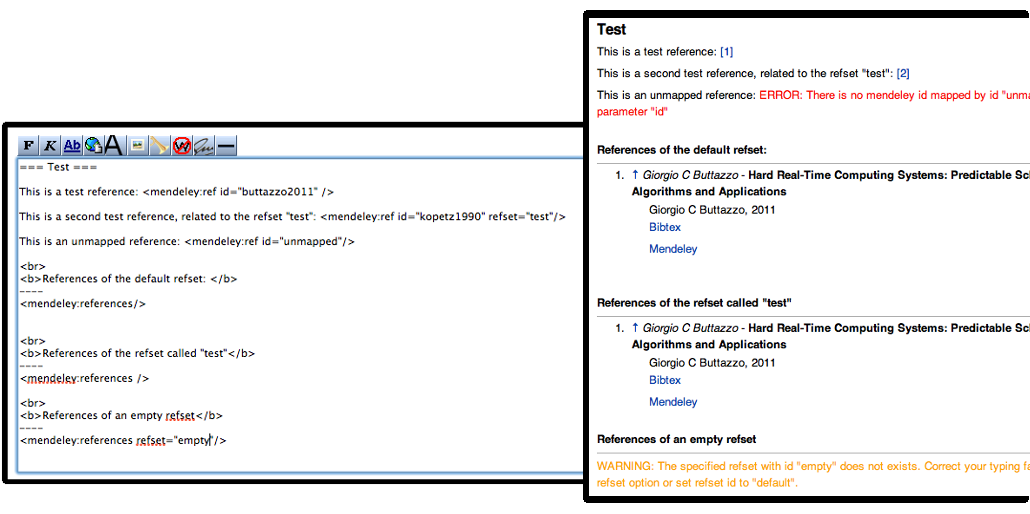 F K Ab A W
=== Test ===
This is a test reference: <mendeley:ref id="buttazzo2011" />
This is a second test reference, related to the refset "test": <mendeley:ref id="kopetz1990" refset="test"/>
This is an unmapped reference: <mendeley:ref id="unmapped"/>
<br>
<b>References of the default refset: </b>
----
<mendeley:references/>
<br>
<b>References of the refset called "test"</b>
----
<mendeley:references />
<br>
<b>References of an empty refset</b>
----
<mendeley:references refset="empty"/>
Test
This is a test reference: [1]
This is a second test reference, related to the refset "test": [2]
This is an unmapped reference: ERROR: There is no mendeley id mapped by id "unma
parameter "id"
References of the default refset:
1. ↑ Giorgio C Buttazzo - Hard Real-Time Computing Systems: Predictable Sc
Algorithms and Applications
Giorgio C Buttazzo, 2011
Bibtex
Mendeley
References of the refset called "test"
1. ↑ Giorgio C Buttazzo - Hard Real-Time Computing Systems: Predictable Sc
Algorithms and Applications
Giorgio C Buttazzo, 2011
Bibtex
Mendeley
References of an empty refset
WARNING: The specified refset with id "empty" does not exists. Correct your typing fa
refset option or set refset id to "default".